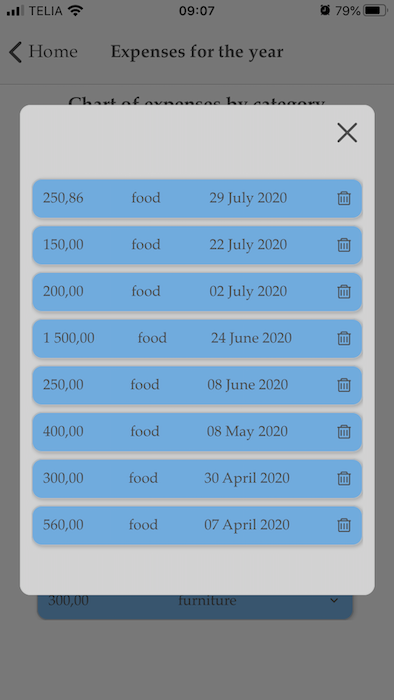 TELIA 09:07 79%
Home Expenses for the year
Chart of expenses by category
250,86 food 29 July 2020
150,00 food 22 July 2020
200,00 food 02 July 2020
1 500,00 food 24 June 2020
250,00 food 08 June 2020
400,00 food 08 May 2020
300,00 food 30 April 2020
560,00 food 07 April 2020
300,00 furniture